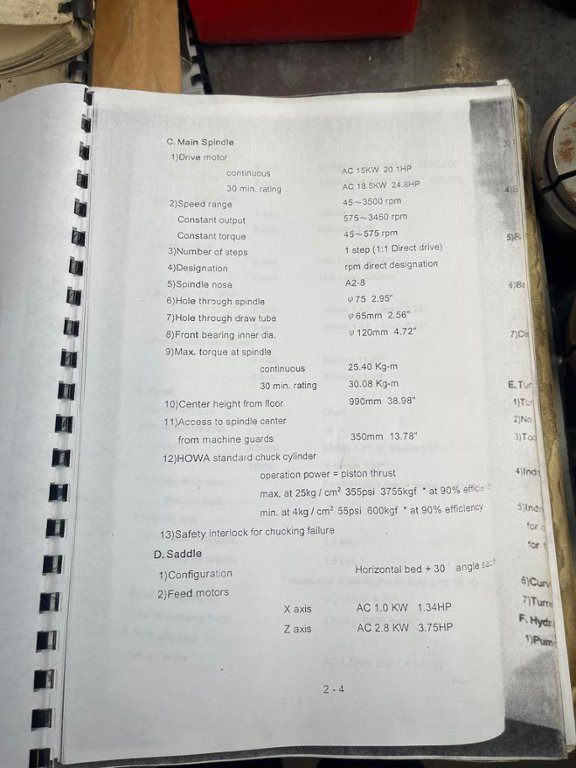 C. Main Spindle
1)Drive motor
continuous AC 15KW 20.1HP
30 min. rating AC 18.5KW 24.8HP
2)Speed range 45~3500 rpm
Constant output 575~3450 rpm
Constant torque 45~575 rpm
3)Number of steps 1 step (1:1 Direct drive)
4)Designation rpm direct designation
5)Spindle nose A2-8
6)Hole through spindle φ75 2.95"
7)Hole through draw tube φ65mm 2.56"
8)Front bearing inner dia. φ120mm 4.72"
9)Max. torque at spindle
continuous 25.40 Kg-m
30 min. rating 30.08 Kg-m
10)Center height from floor 990mm 38.98"
11)Access to spindle center
from machine guards 350mm 13.78"
12)HOWA standard chuck cylinder
operation power = piston thrust
max. at 25kg / cm² 355psi 3755kgf * at 90% efficie
min. at 4kg / cm² 55psi 600kgf * at 90% efficiency
13)Safety interlock for chucking failure
D. Saddle
1)Configuration Horizontal bed + 30° angle
2)Feed motors
X axis AC 1.0 KW 1.34HP
Z axis AC 2.8 KW 3.75HP
2 - 4
E. Tur
1)Tur
2)No.
3)Too
4)Inde
5)Inde
for
for
6)Curv
7)Turre
F. Hydr
1)Pum